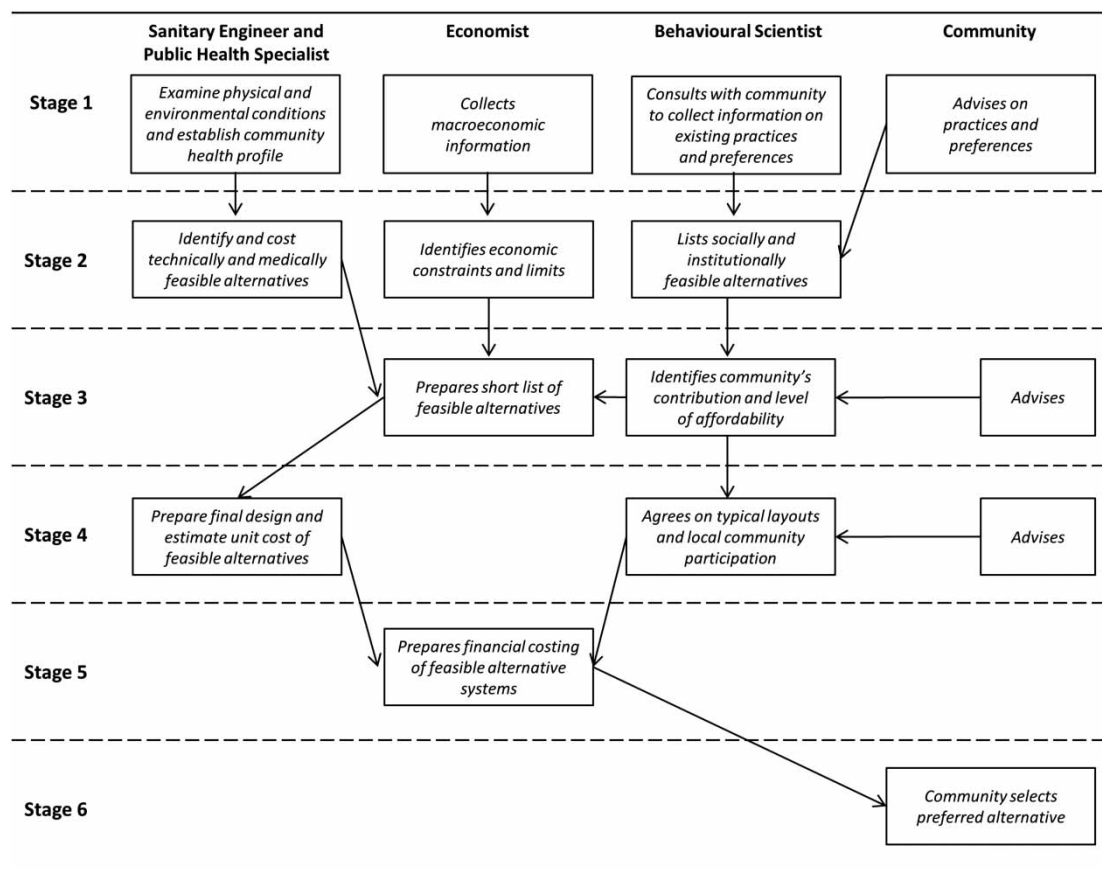 Sanitary Engineer and
Public Health Specialist
Economist
Behavioural Scientist
Community
Stage 1
Examine physical and
environmental conditions
and establish community
health profile
Collects
macroeconomic
information
Consults with community
to collect information on
existing practices
and preferences
Advises on
practices and
preferences
Stage 2
Identify and cost
technically and medically
feasible alternatives
Identifies economic
constraints and limits
Lists socially and
institutionally
feasible alternatives
Stage 3
Prepares short list of
feasible alternatives
Identifies community's
contribution and level
of affordability
Advises
Stage 4
Prepare final design and
estimate unit cost of
feasible alternatives
Agrees on typical layouts
and local community
participation
Advises
Stage 5
Prepares financial costing
of feasible alternative
systems
Stage 6
Community selects
preferred alternative